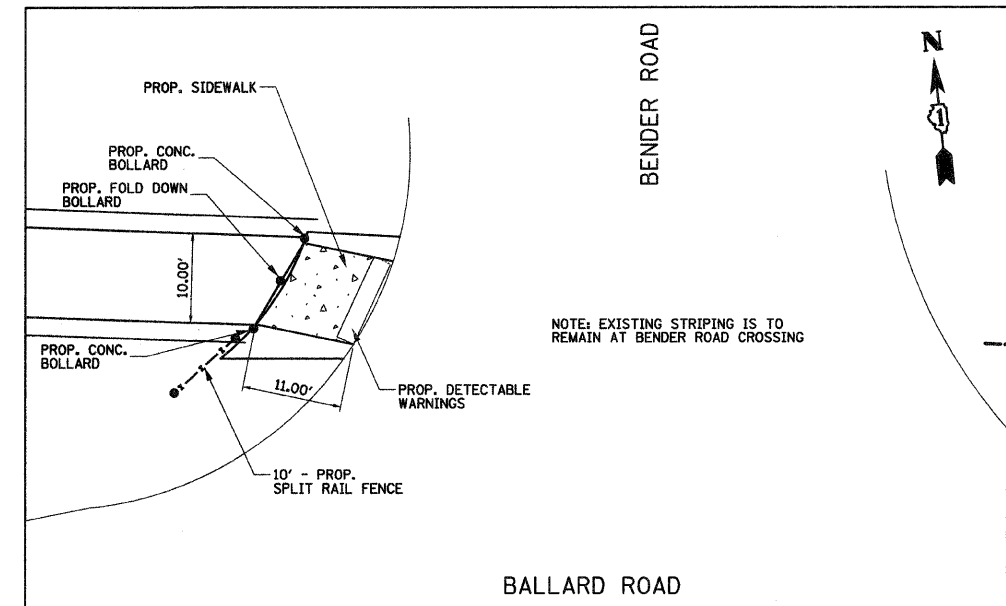 BENDER ROAD
N
1
PROP. SIDEWALK
PROP. CONC.
BOLLARD
PROP. FOLD DOWN
BOLLARD
10.00'
NOTE: EXISTING STRIPING IS TO
REMAIN AT BENDER ROAD CROSSING
PROP. CONC.
BOLLARD
11.00'
PROP. DETECTABLE
WARNINGS
10' - PROP.
SPLIT RAIL FENCE
BALLARD ROAD